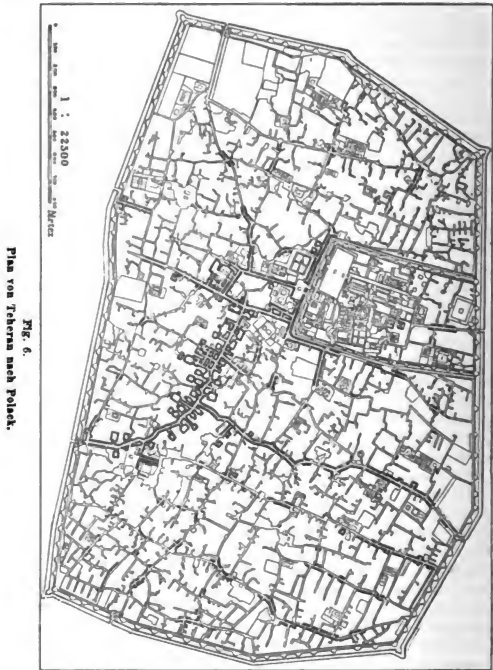 1 : 22300
Meter
Fig. 6.
Plan von Teheran nach Polack.